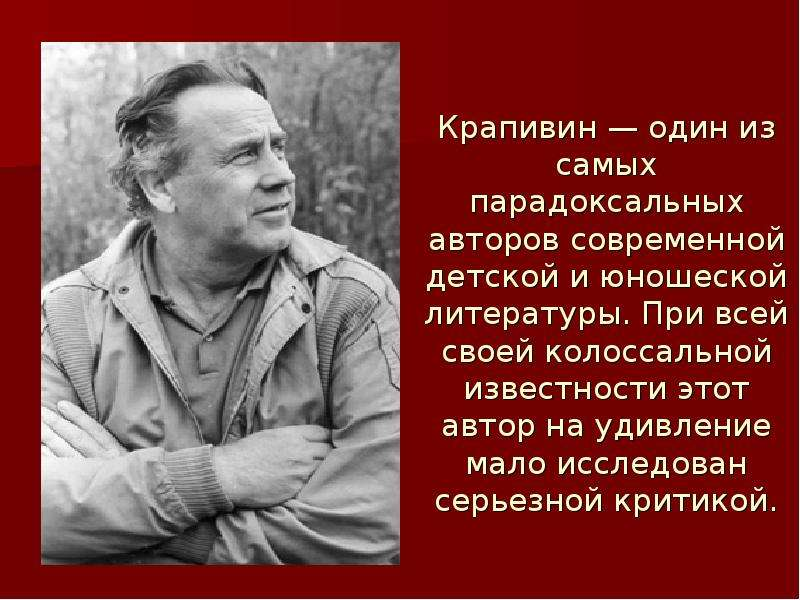 Крапивин — один из
самых
парадоксальных
авторов современной
детской и юношеской
литературы. При всей
своей колоссальной
известности этот
автор на удивление
мало исследован
серьезной критикой.